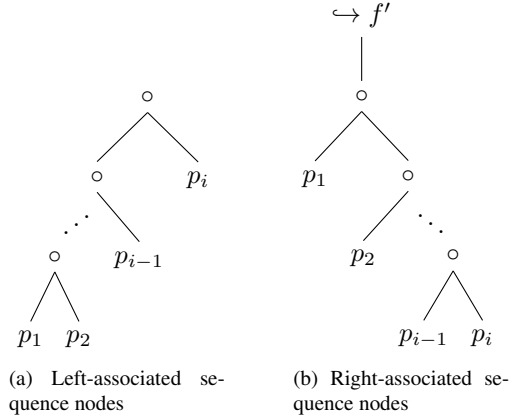 ↪ f′
∘ ∘
∘ p_i p_1 ∘
⋰ p_{i−1} p_2 ⋱
∘ ∘
p_1 p_2 p_{i−1} p_i
(a) Left-associated se-
quence nodes
(b) Right-associated se-
quence nodes